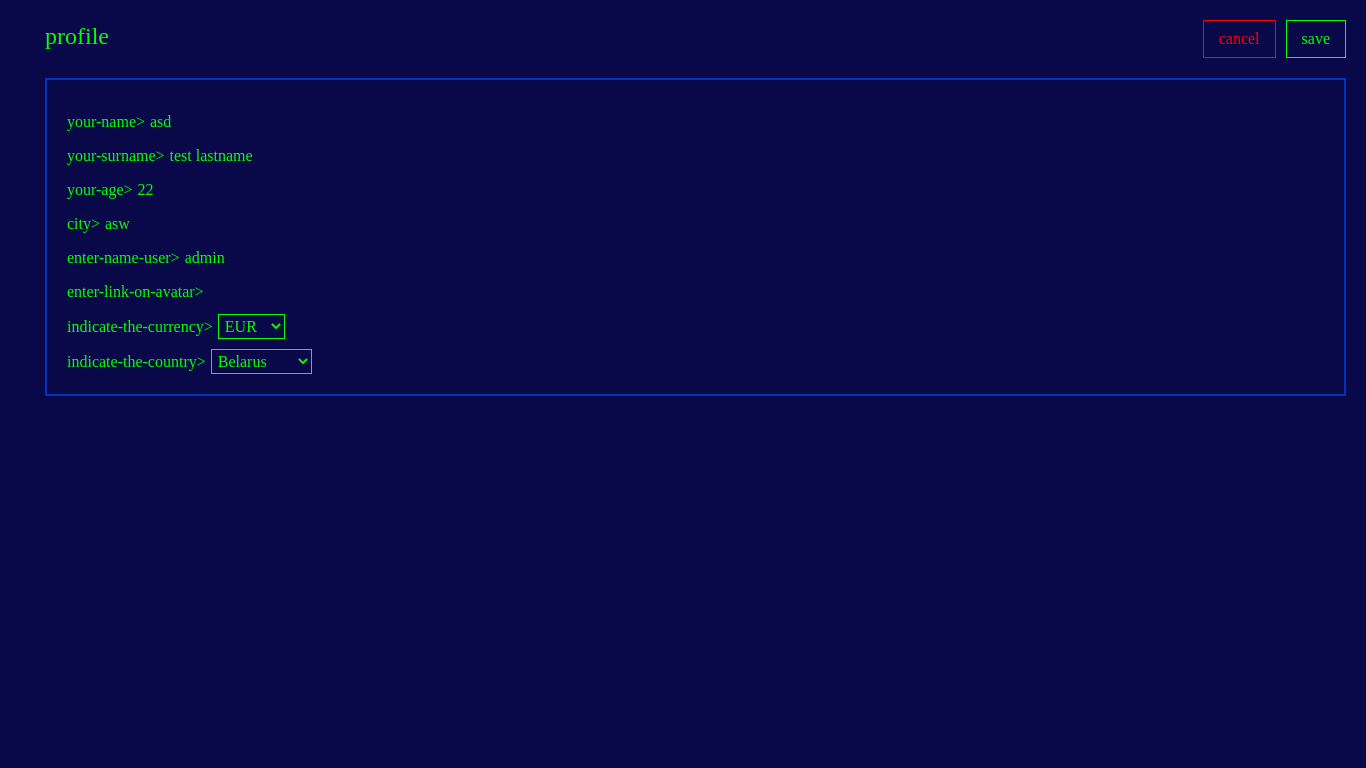 profile
cancel
save
your-name> asd
your-surname> test lastname
your-age> 22
city> asw
enter-name-user> admin
enter-link-on-avatar>
indicate-the-currency> EUR
indicate-the-country> Belarus